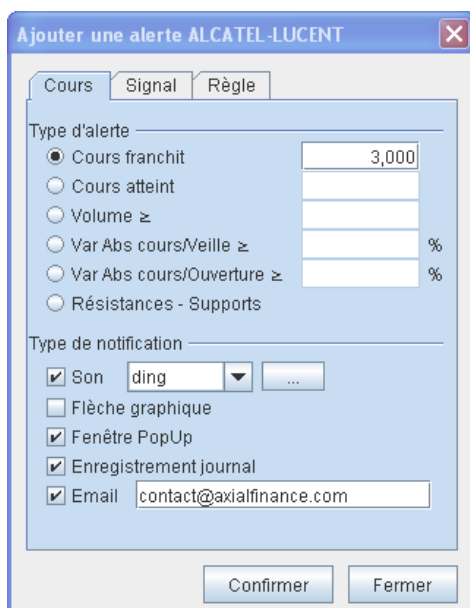 Ajouter une alerte ALCATEL-LUCENT
Cours Signal Règle
Type d'alerte
Cours franchit 3,000
Cours atteint
Volume ≥
Var Abs cours/Veille ≥ %
Var Abs cours/Ouverture ≥ %
Résistances - Supports
Type de notification
Son ding ...
Flèche graphique
Fenêtre PopUp
Enregistrement journal
Email contact@axialfinance.com
Confirmer Fermer